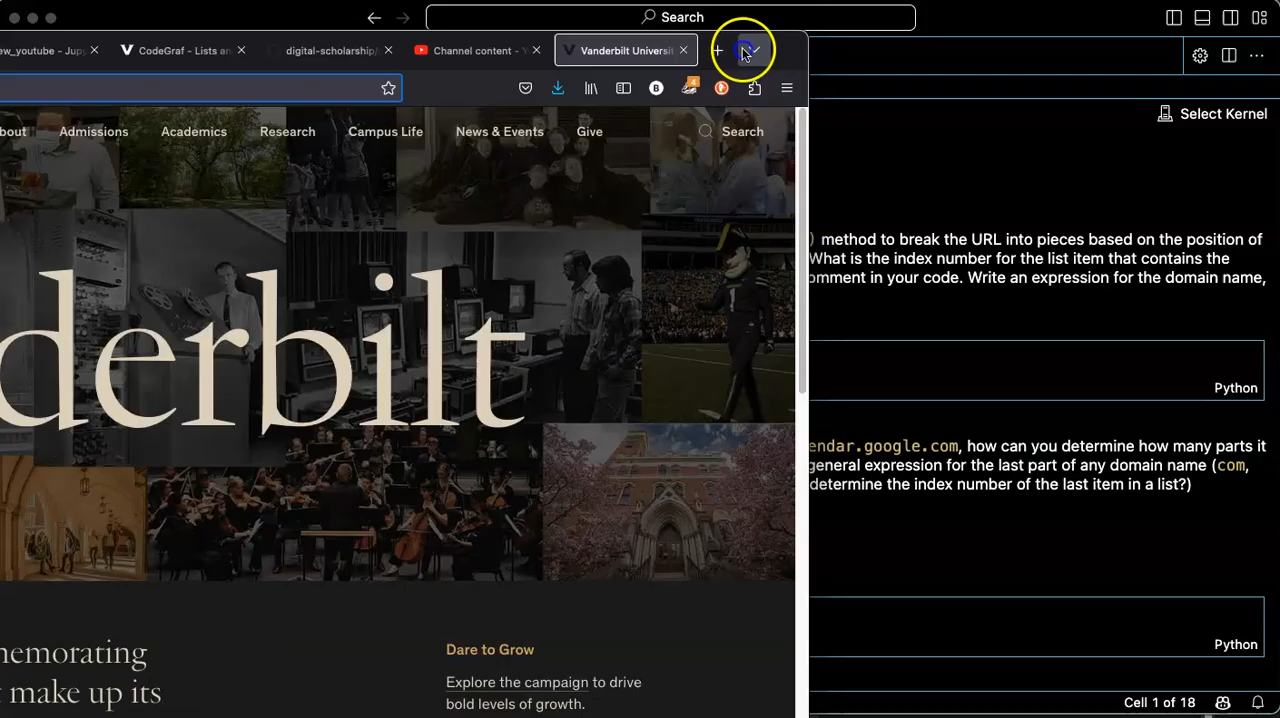 Search
ew_youtube - Jup
CodeGraf - Lists an
digital-scholarship/
Channel content - Y
Vanderbilt Universit
4
B
bout
Admissions
Academics
Research
Campus Life
News & Events
Give
Search
Select Kernel
) method to break the URL into pieces based on the position of
What is the index number for the list item that contains the
omment in your code. Write an expression for the domain name,
derbilt
Python
endar.google.com, how can you determine how many parts it
general expression for the last part of any domain name (com,
determine the index number of the last item in a list?)
Python
Dare to Grow
nemorating
Explore the campaign to drive
t make up its
bold levels of growth.
Cell 1 of 18